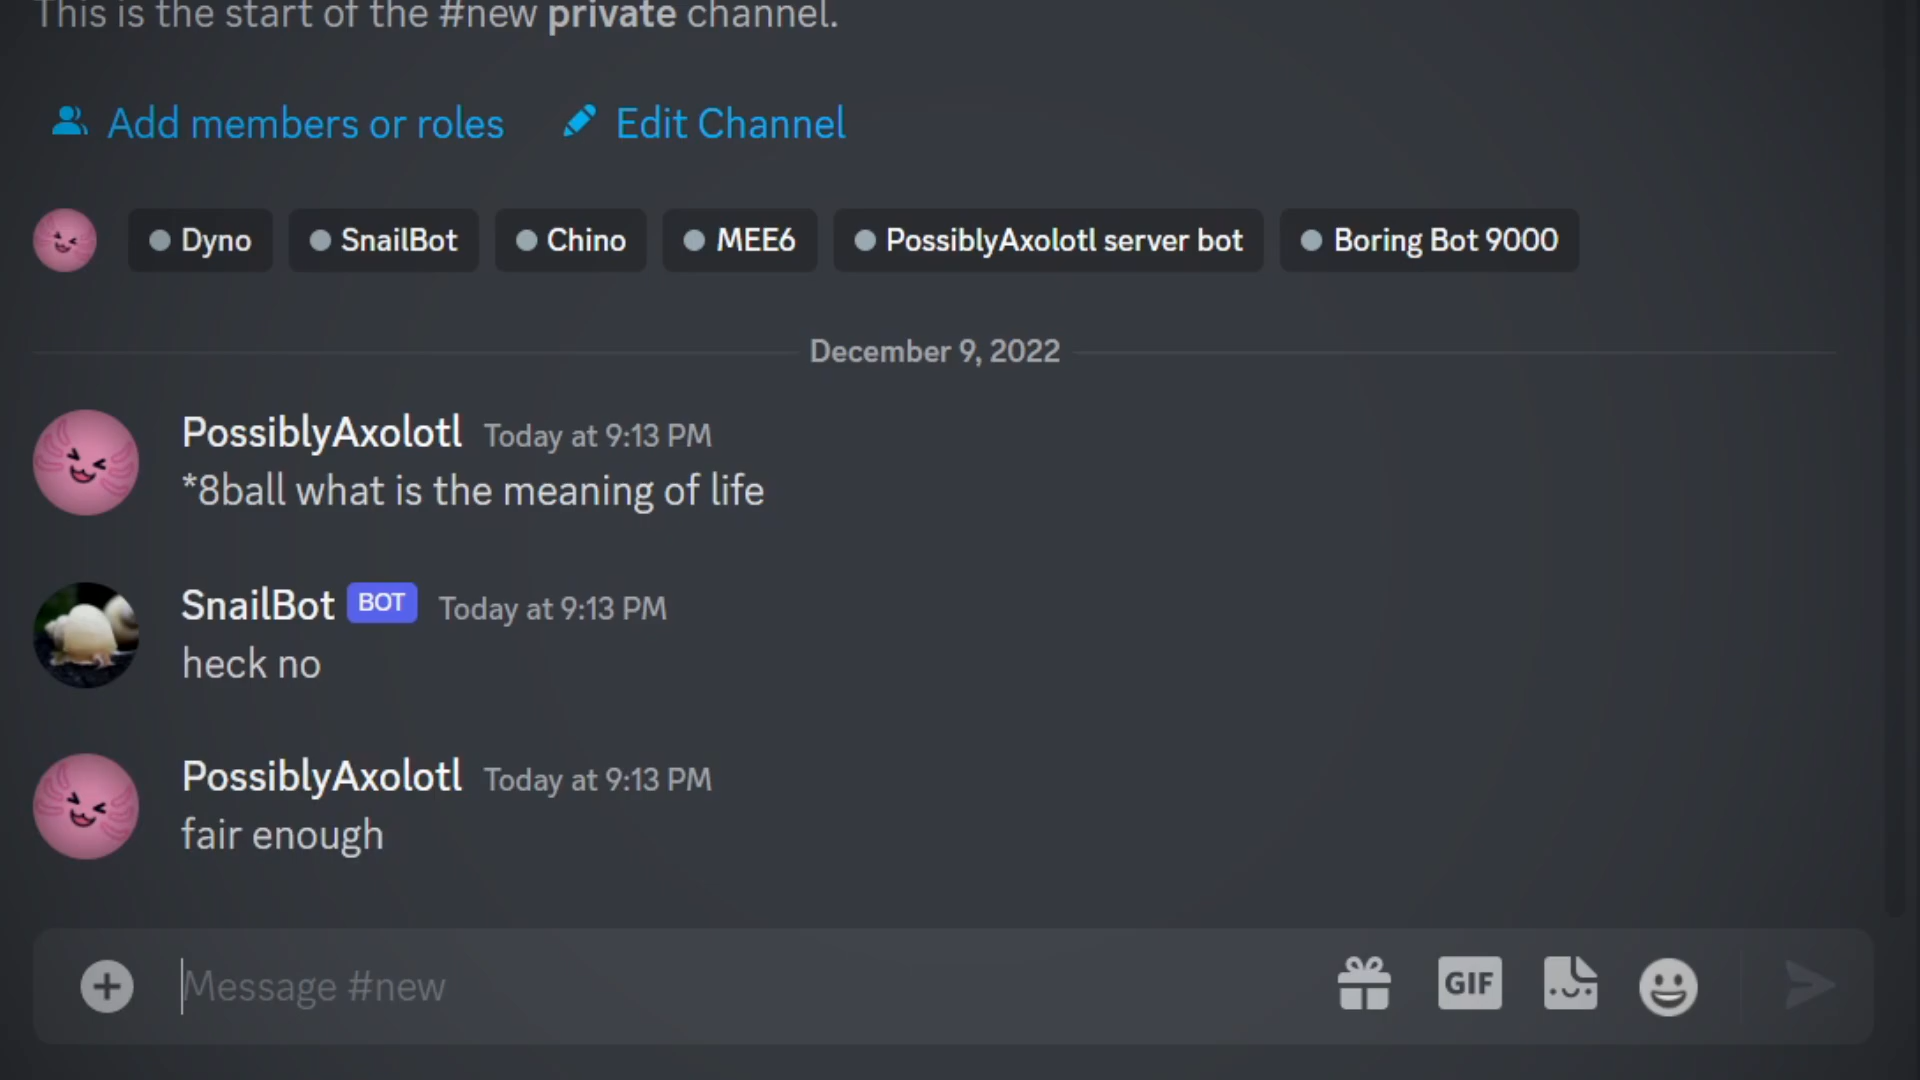 This is the start of the #new private channel.
Add members or roles Edit Channel
Dyno SnailBot Chino MEE6 PossiblyAxolotl server bot Boring Bot 9000
December 9, 2022
PossiblyAxolotl Today at 9:13 PM
*8ball what is the meaning of life
SnailBot BOT Today at 9:13 PM
heck no
PossiblyAxolotl Today at 9:13 PM
fair enough
Message #new GIF